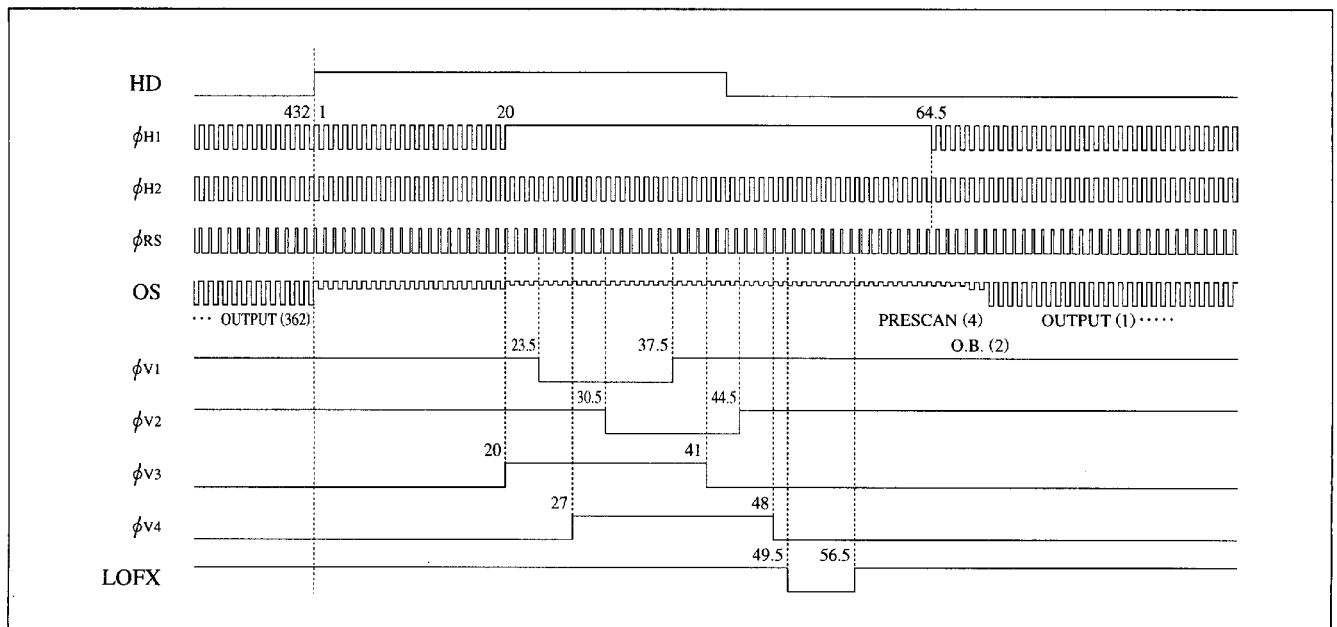 HD
432 1 20 64.5
ϕH1
ϕH2
ϕRS
OS
··· OUTPUT (362) PRESCAN (4) OUTPUT (1) ·····
23.5 37.5 O.B. (2)
ϕV1
30.5 44.5
ϕV2
20 41
ϕV3
27 48
ϕV4
49.5 56.5
LOFX